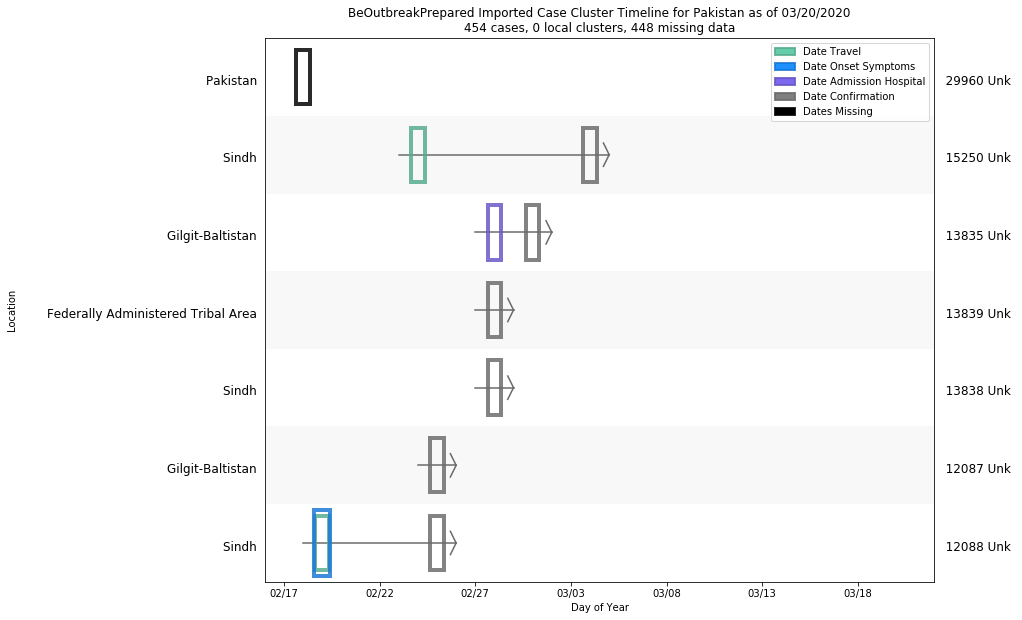 BeOutbreakPrepared Imported Case Cluster Timeline for Pakistan as of 03/20/2020
454 cases, 0 local clusters, 448 missing data
Date Travel
Date Onset Symptoms
Date Admission Hospital
Date Confirmation
Dates Missing
Pakistan
29960 Unk
Sindh
15250 Unk
Gilgit-Baltistan
13835 Unk
Federally Administered Tribal Area
13839 Unk
Sindh
13838 Unk
Gilgit-Baltistan
12087 Unk
Sindh
12088 Unk
Location
02/17
02/22
02/27
03/03
03/08
03/13
03/18
Day of Year